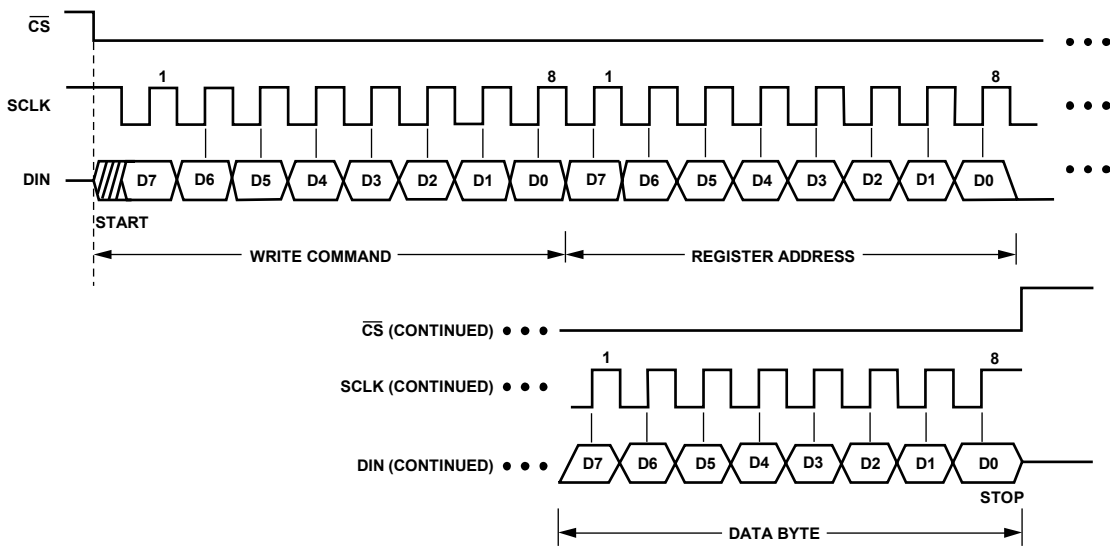 CS
1 8 1 8
SCLK
DIN D7 D6 D5 D4 D3 D2 D1 D0 D7 D6 D5 D4 D3 D2 D1 D0
START
WRITE COMMAND REGISTER ADDRESS
CS (CONTINUED)
1 8
SCLK (CONTINUED)
DIN (CONTINUED) D7 D6 D5 D4 D3 D2 D1 D0
STOP
DATA BYTE